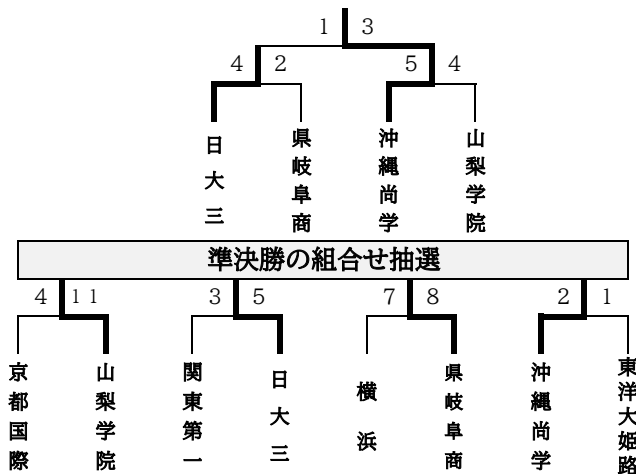 1 3
4 2 5 4
日大三 県岐阜商 沖縄尚学 山梨学院
準決勝の組合せ抽選
4 11 3 5 7 8 2 1
京都国際 山梨学院 関東第一 日大三 横浜 県岐阜商 沖縄尚学 東洋大姫路